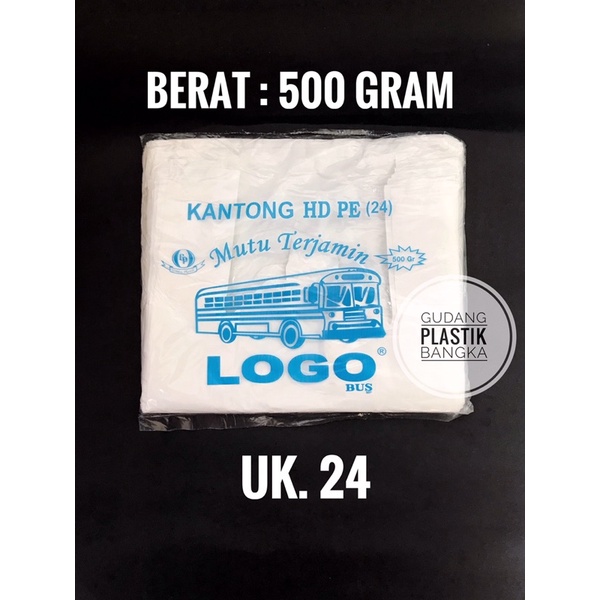 BERAT : 500 GRAM
KANTONG HD PE (24)
Mutu Terjamin
500 Gr
LOGO®
BUS
GUDANG
PLASTIK
BANGKA
UK. 24